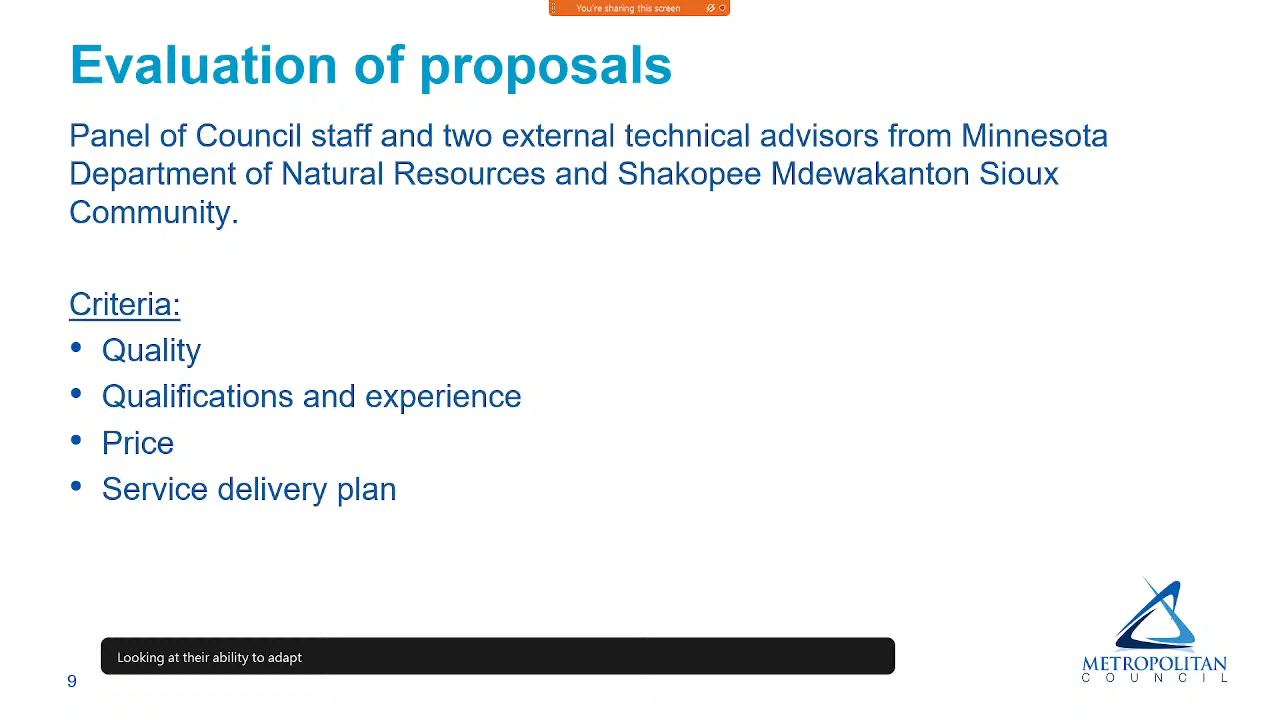 You're sharing this screen
Evaluation of proposals
Panel of Council staff and two external technical advisors from Minnesota
Department of Natural Resources and Shakopee Mdewakanton Sioux
Community.
Criteria:
• Quality
• Qualifications and experience
• Price
• Service delivery plan
Looking at their ability to adapt
9
METROPOLITAN
COUNCIL